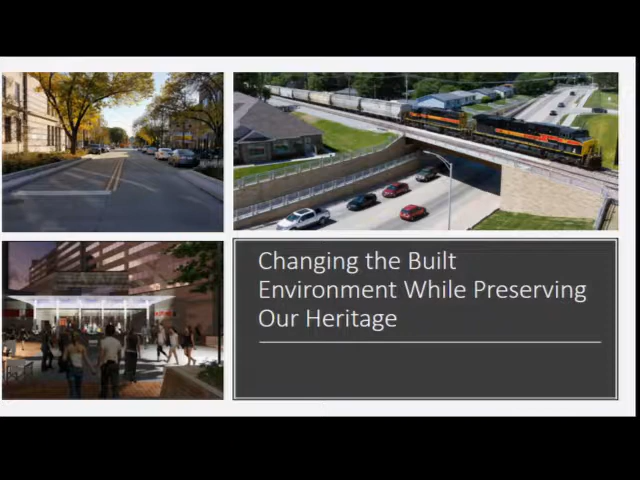 Changing the Built
Environment While Preserving
Our Heritage